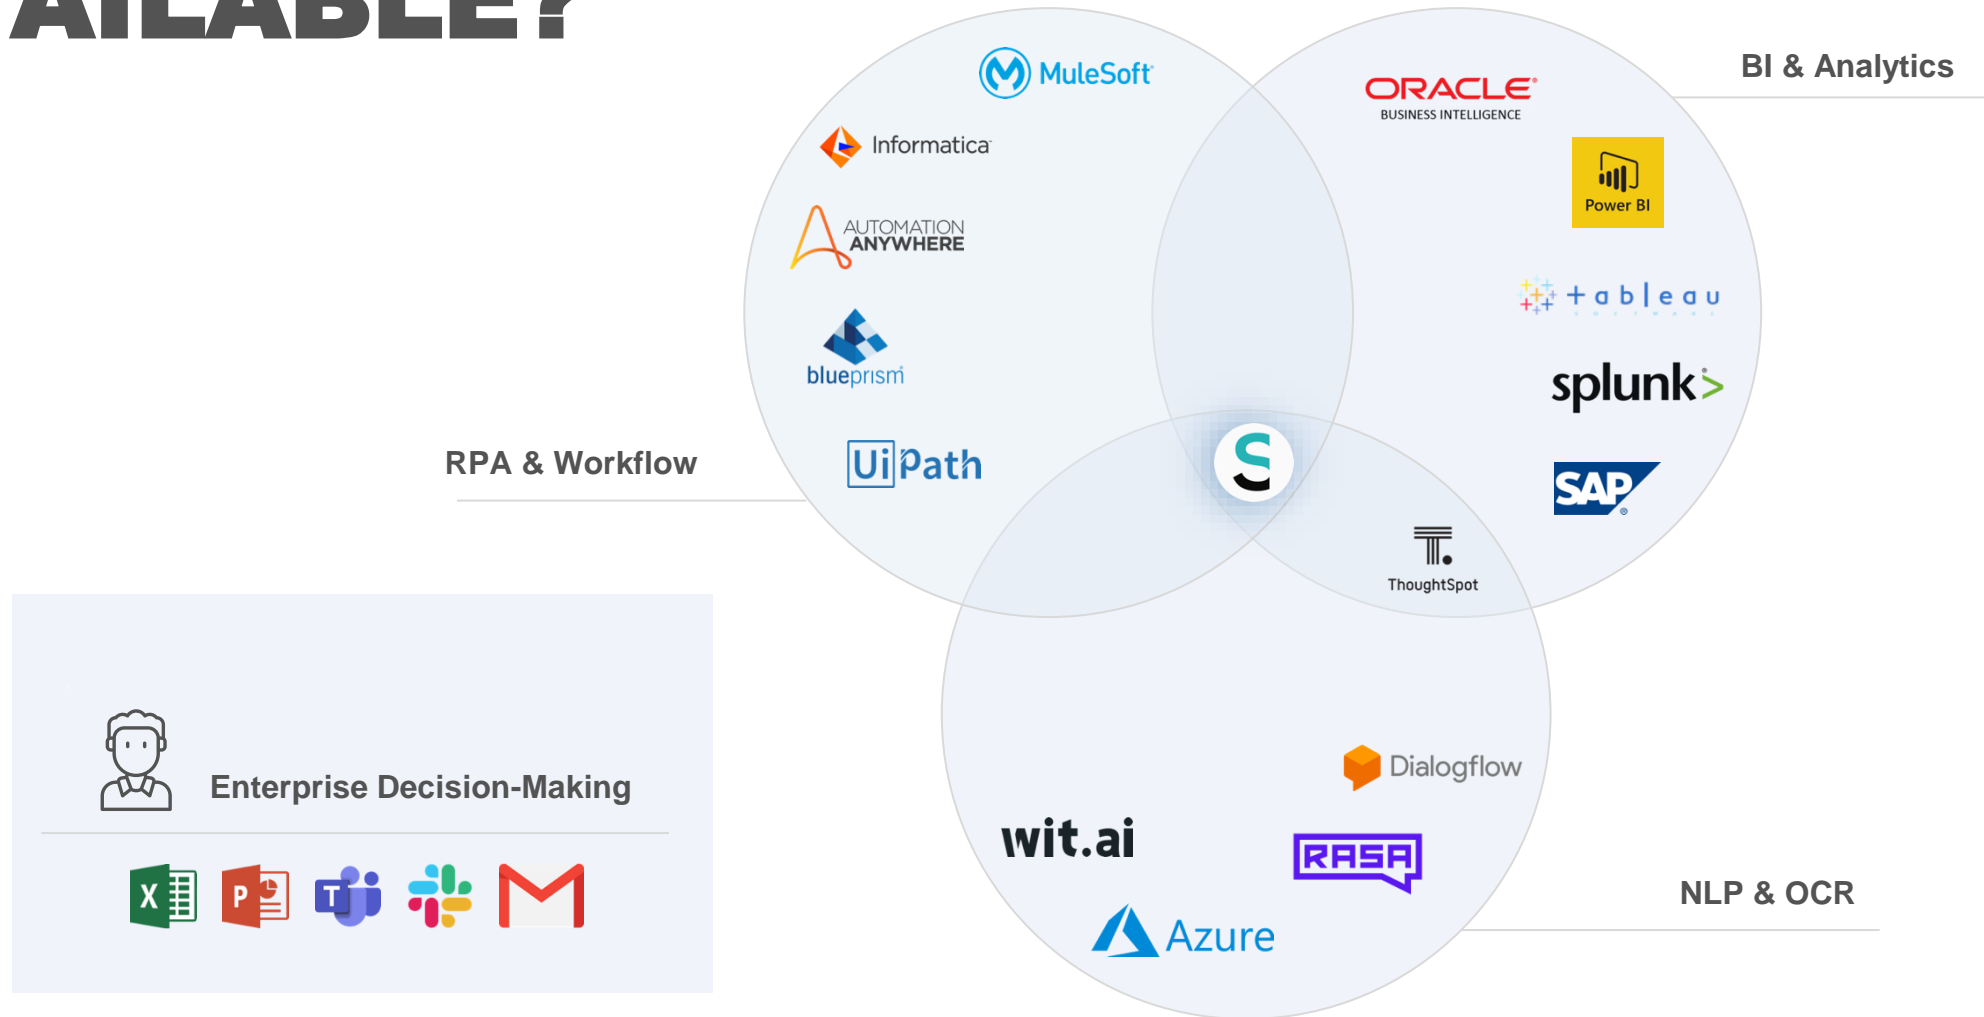 AILABLE?
MuleSoft
Informatica
AUTOMATION
ANYWHERE
blueprism
UiPath
RPA & Workflow
BI & Analytics
ORACLE®
BUSINESS INTELLIGENCE
Power BI
tableau
SOFTWARE
splunk>
SAP®
S
T.
ThoughtSpot
Dialogflow
wit.ai
RASA
Azure
NLP & OCR
Enterprise Decision-Making
X
P
T